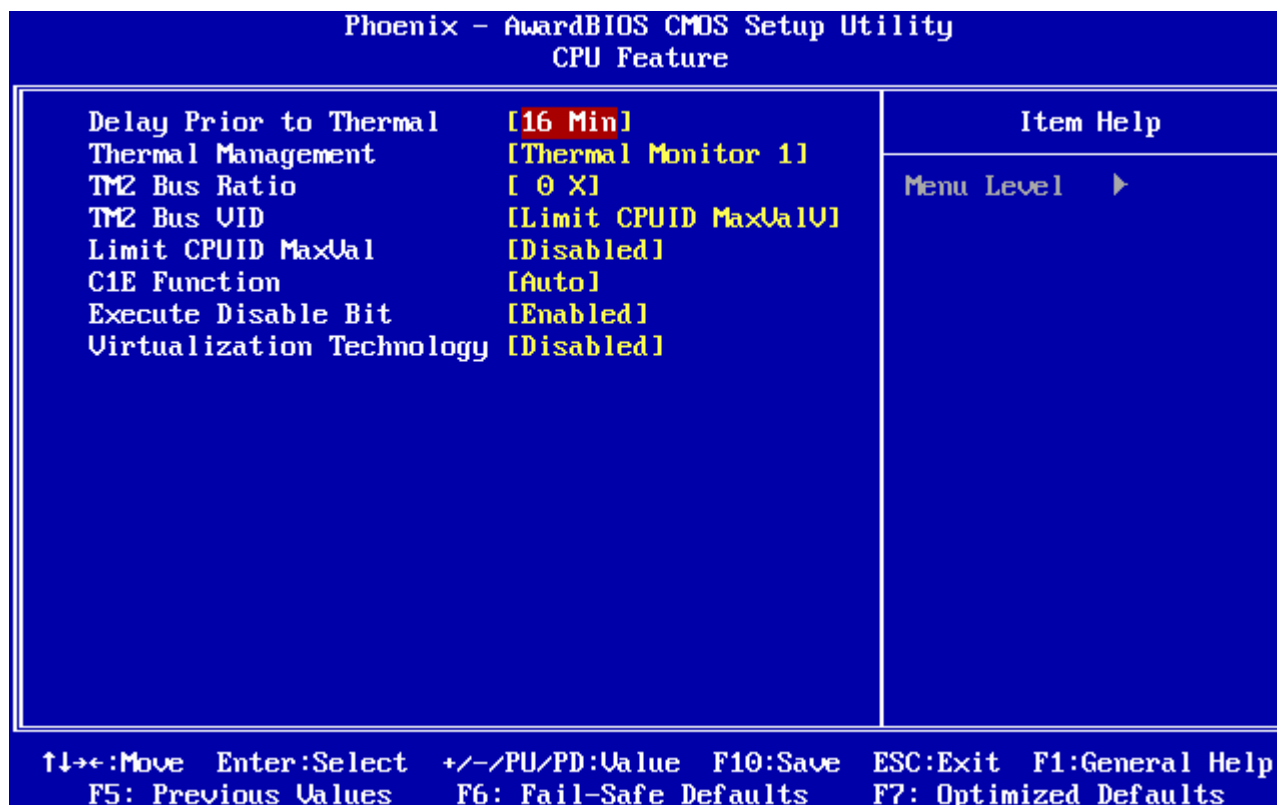 Phoenix - AwardBIOS CMOS Setup Utility
CPU Feature
Delay Prior to Thermal [16 Min]
Thermal Management [Thermal Monitor 1]
TM2 Bus Ratio [ 0 X]
TM2 Bus VID [Limit CPUID MaxValV]
Limit CPUID MaxVal [Disabled]
C1E Function [Auto]
Execute Disable Bit [Enabled]
Virtualization Technology [Disabled]
Item Help
Menu Level ▶
↑↓→←:Move Enter:Select +/-/PU/PD:Value F10:Save ESC:Exit F1:General Help
F5: Previous Values F6: Fail-Safe Defaults F7: Optimized Defaults